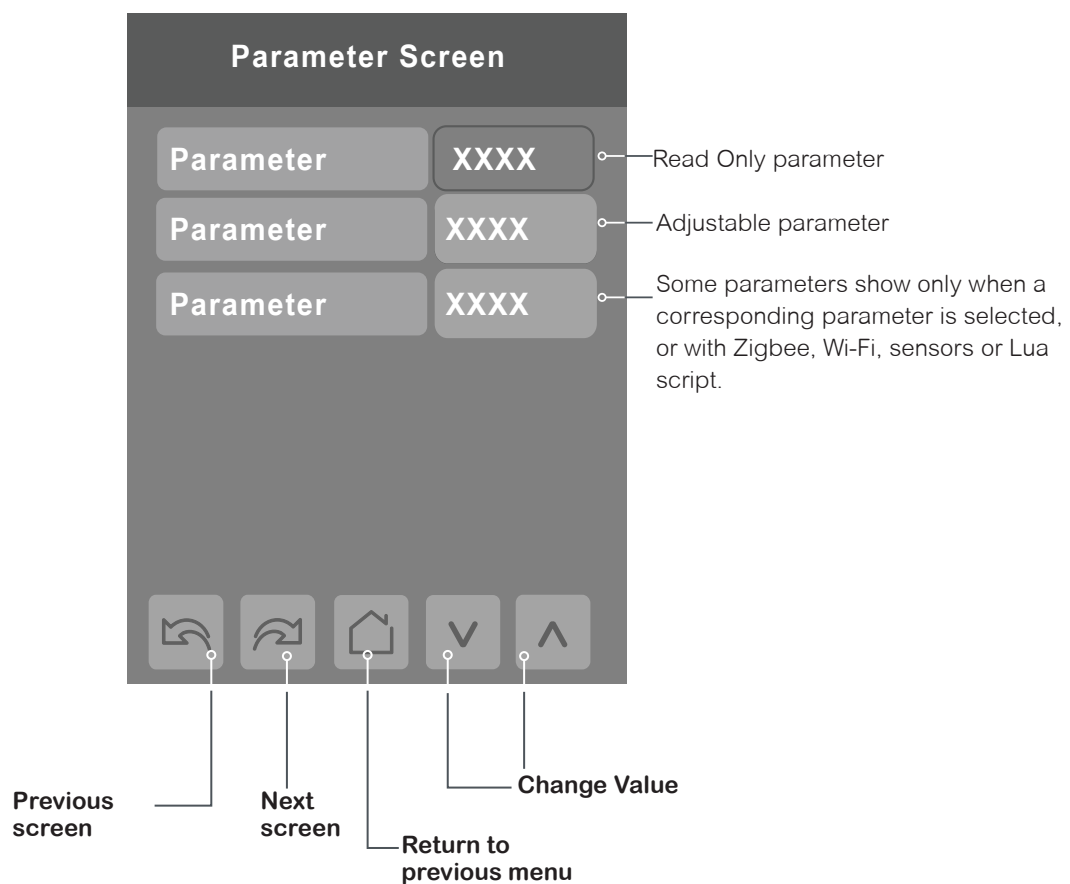 Parameter Screen
Parameter XXXX
Read Only parameter
Parameter XXXX
Adjustable parameter
Parameter XXXX
Some parameters show only when a
corresponding parameter is selected,
or with Zigbee, Wi-Fi, sensors or Lua
script.
Previous
screen
Next
screen
Return to
previous menu
Change Value